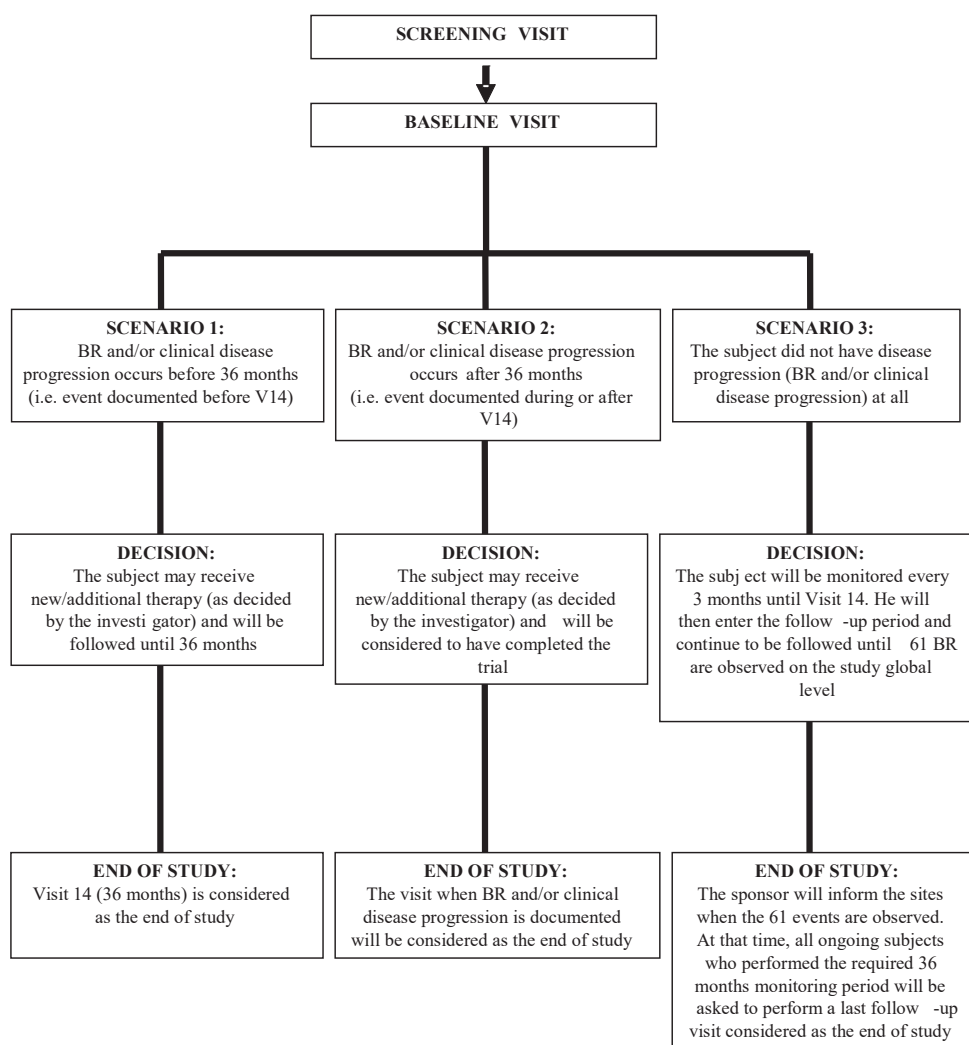 SCREENING VISIT
BASELINE VISIT
SCENARIO 1:
BR and/or clinical disease
progression occurs before 36 months
(i.e. event documented before V14)
SCENARIO 2:
BR and/or clinical disease progression
occurs after 36 months
(i.e. event documented during or after
V14)
SCENARIO 3:
The subject did not have disease
progression (BR and/or clinical
disease progression) at all
DECISION:
The subject may receive
new/additional therapy (as decided
by the investi gator) and will be
followed until 36 months
DECISION:
The subject may receive
new/additional therapy (as decided
by the investigator) and will be
considered to have completed the
trial
DECISION:
The subj ect will be monitored every
3 months until Visit 14. He will
then enter the follow -up period and
continue to be followed until 61 BR
are observed on the study global
level
END OF STUDY:
Visit 14 (36 months) is considered
as the end of study
END OF STUDY:
The visit when BR and/or clinical
disease progression is documented
will be considered as the end of study
END OF STUDY:
The sponsor will inform the sites
when the 61 events are observed.
At that time, all ongoing subjects
who performed the required 36
months monitoring period will be
asked to perform a last follow -up
visit considered as the end of study